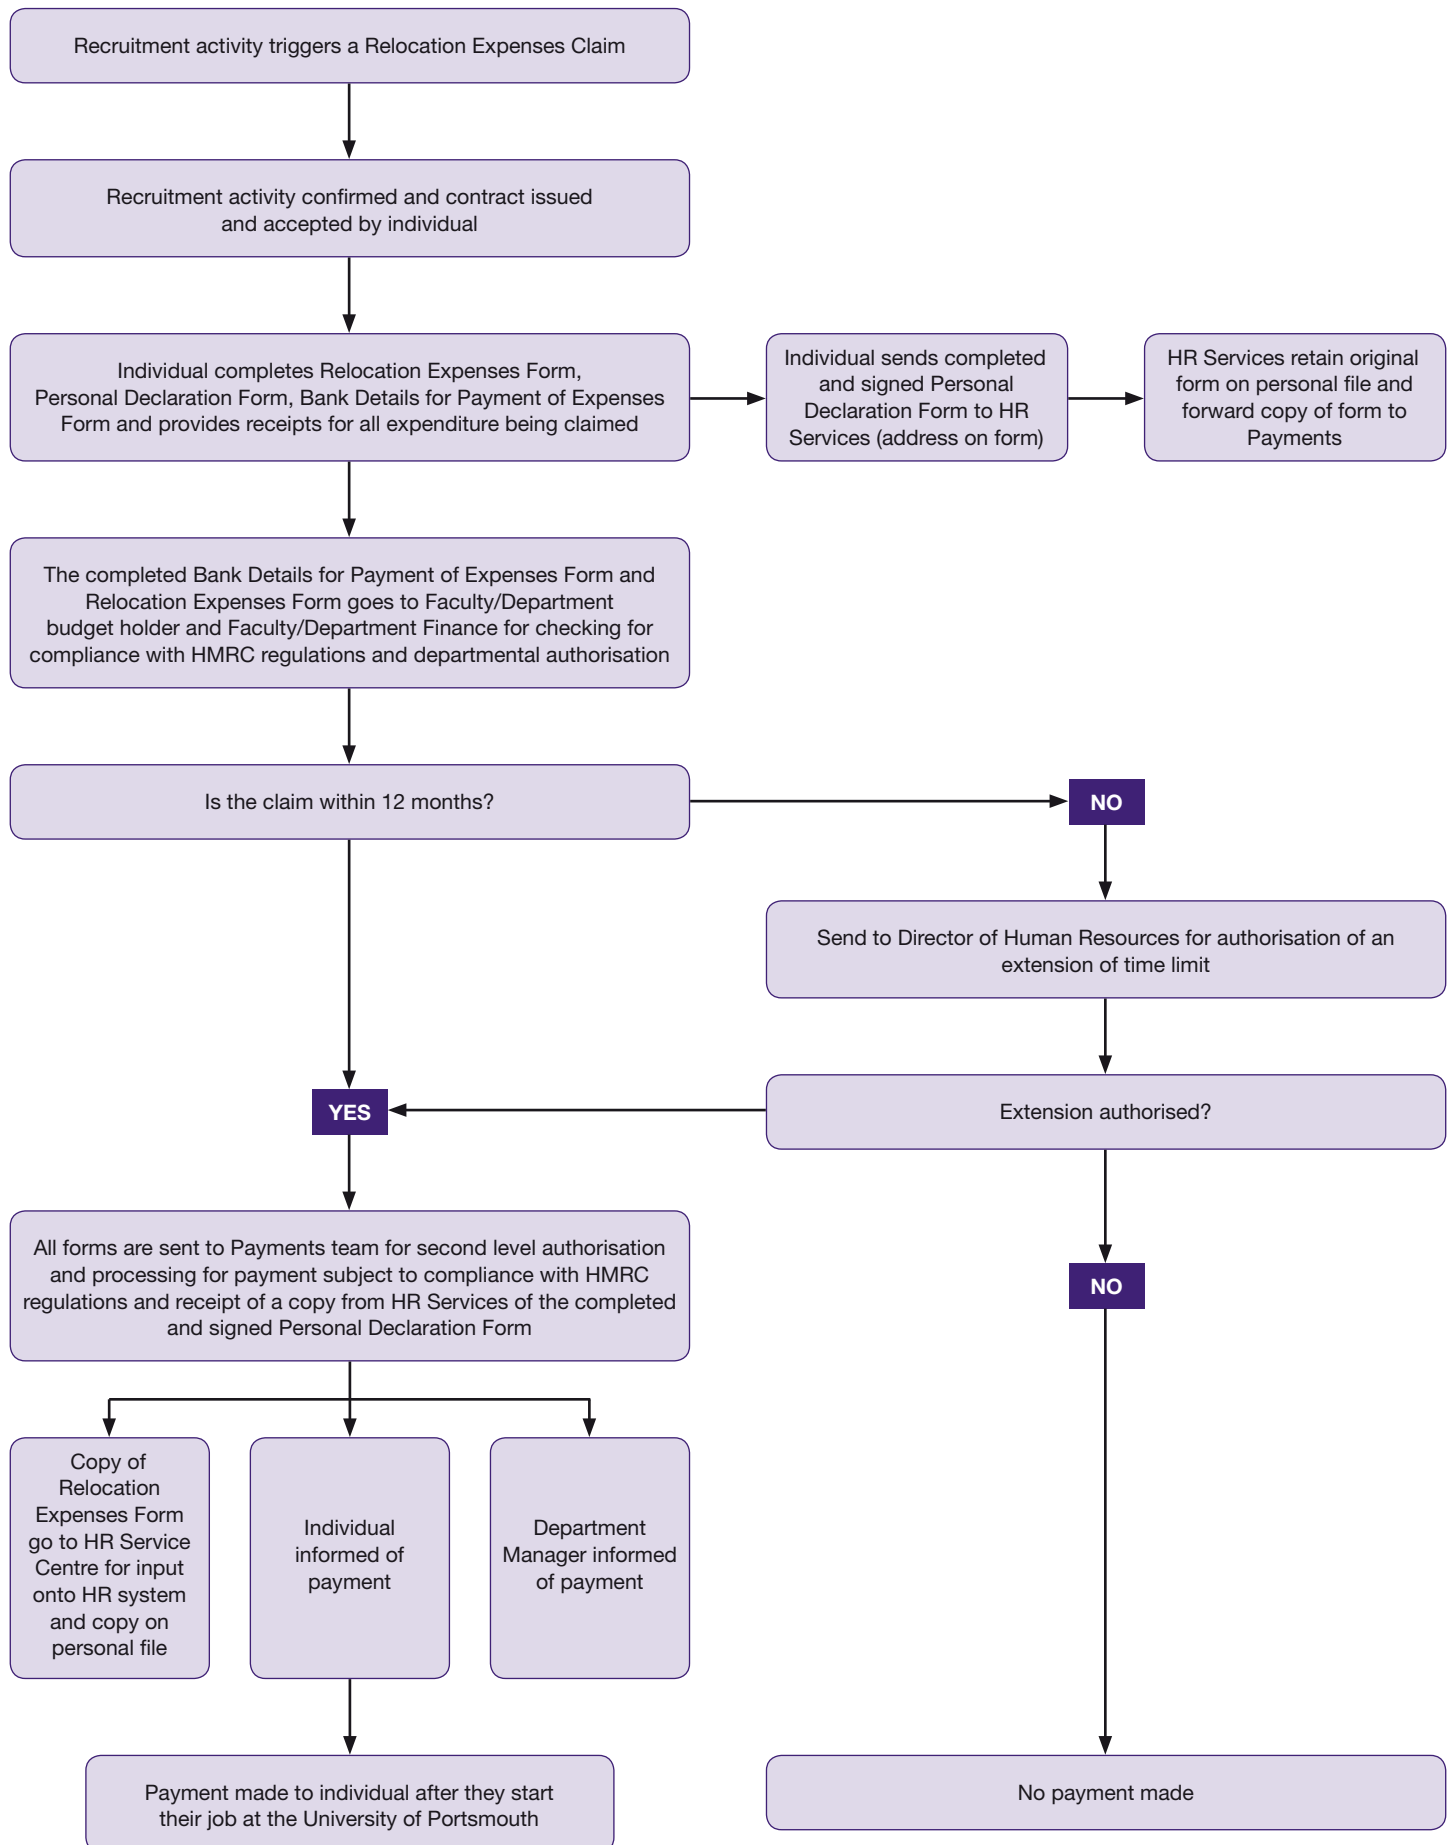 Recruitment activity triggers a Relocation Expenses Claim
Recruitment activity confirmed and contract issued
and accepted by individual
Individual completes Relocation Expenses Form,
Personal Declaration Form, Bank Details for Payment of Expenses
Form and provides receipts for all expenditure being claimed
Individual sends completed
and signed Personal
Declaration Form to HR
Services (address on form)
HR Services retain original
form on personal file and
forward copy of form to
Payments
The completed Bank Details for Payment of Expenses Form and
Relocation Expenses Form goes to Faculty/Department
budget holder and Faculty/Department Finance for checking for
compliance with HMRC regulations and departmental authorisation
Is the claim within 12 months?
NO
Send to Director of Human Resources for authorisation of an
extension of time limit
YES
Extension authorised?
All forms are sent to Payments team for second level authorisation
and processing for payment subject to compliance with HMRC
regulations and receipt of a copy from HR Services of the completed
and signed Personal Declaration Form
NO
Copy of
Relocation
Expenses Form
go to HR Service
Centre for input
onto HR system
and copy on
personal file
Individual
informed of
payment
Department
Manager informed
of payment
Payment made to individual after they start
their job at the University of Portsmouth
No payment made